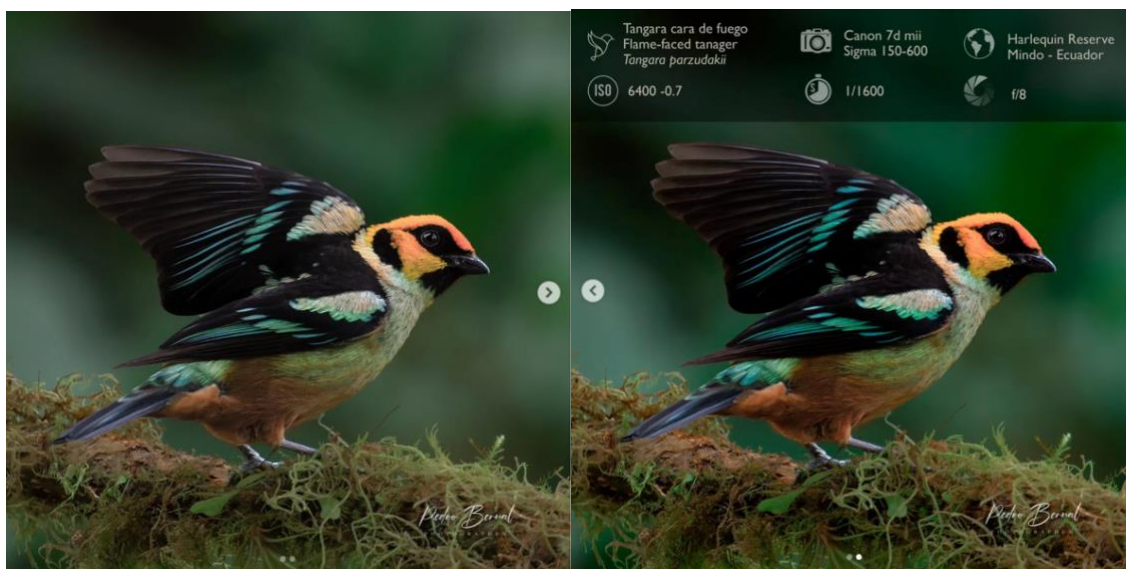 Tangara cara de fuego
Flame-faced tanager
Tangara parzudakii
Canon 7d mii
Sigma 150-600
Harlequin Reserve
Mindo - Ecuador
ISO 6400 -0.7
S 1/1600
f/8
Pedro Bernal
Pedro Bernal